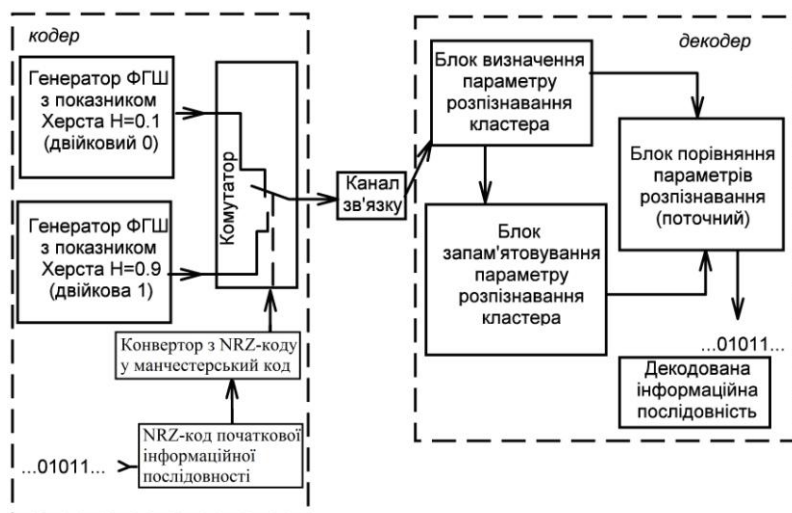 кодер
Генератор ФГШ
з показником
Херста H=0.1
(двійковий 0)
Генератор ФГШ
з показником
Херста H=0.9
(двійкова 1)
Комутатор
Конвертор з NRZ-коду
у манчестерський код
NRZ-код початкової
інформаційної
послідовності
...01011...
Канал
зв'язку
декодер
Блок визначення
параметру
розпізнавання
кластера
Блок
запам'ятовування
параметру
розпізнавання
кластера
Блок порівняння
параметрів
розпізнавання
(поточний)
...01011...
Декодована
інформаційна
послідовність